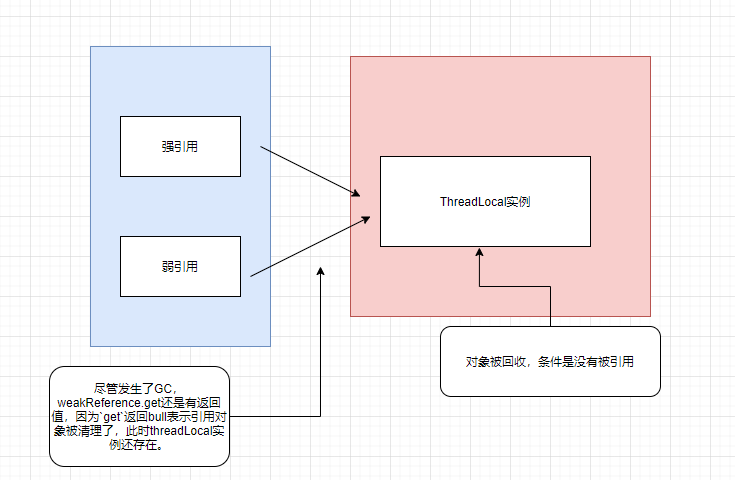 强引用
ThreadLocal实例
弱引用
对象被回收，条件是没有被引用
尽管发生了GC，
weakReference.get还是有返回
值，因为`get`返回bull表示引用对
象被清理了，此时threadLocal实
例还存在。